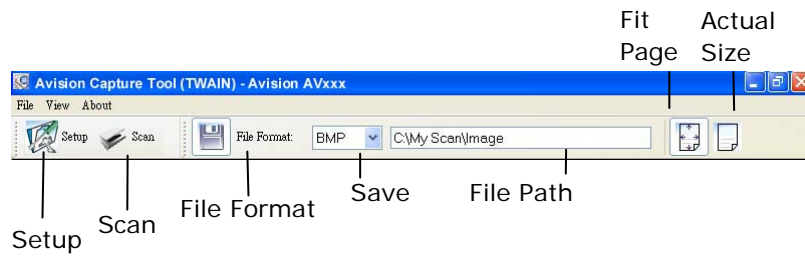 Fit Page
Actual Size
Avision Capture Tool (TWAIN) - Avision AVxxx
File View About
Setup Scan File Format: BMP C:\My Scan\Image
File Format
Save
File Path
Scan
Setup